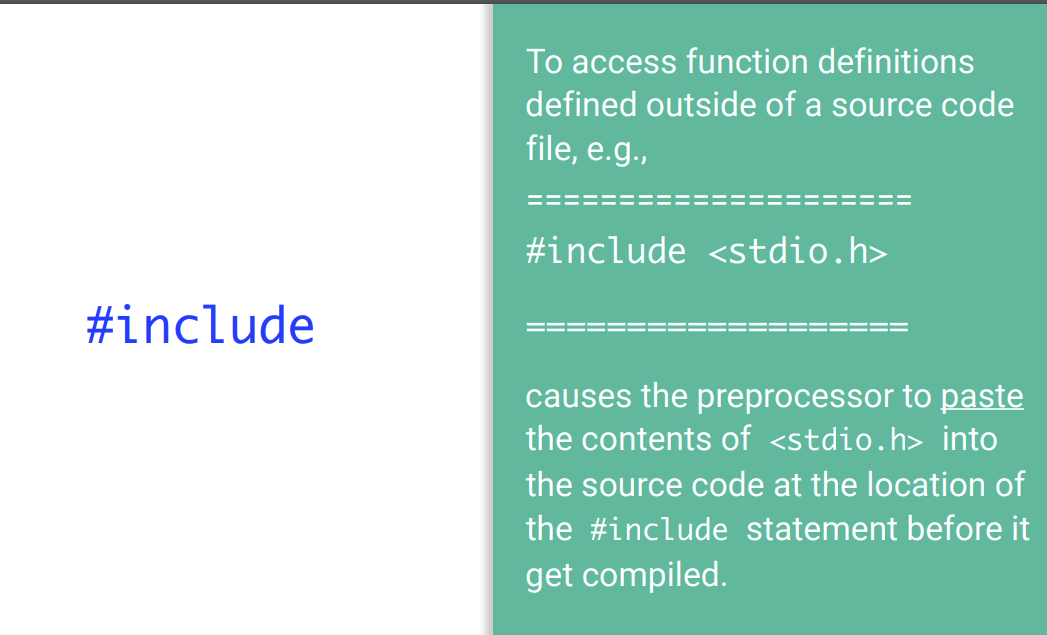 #include
To access function definitions
defined outside of a source code
file, e.g.,
=====================
#include <stdio.h>
===================
causes the preprocessor to paste
the contents of <stdio.h> into
the source code at the location of
the #include statement before it
get compiled.